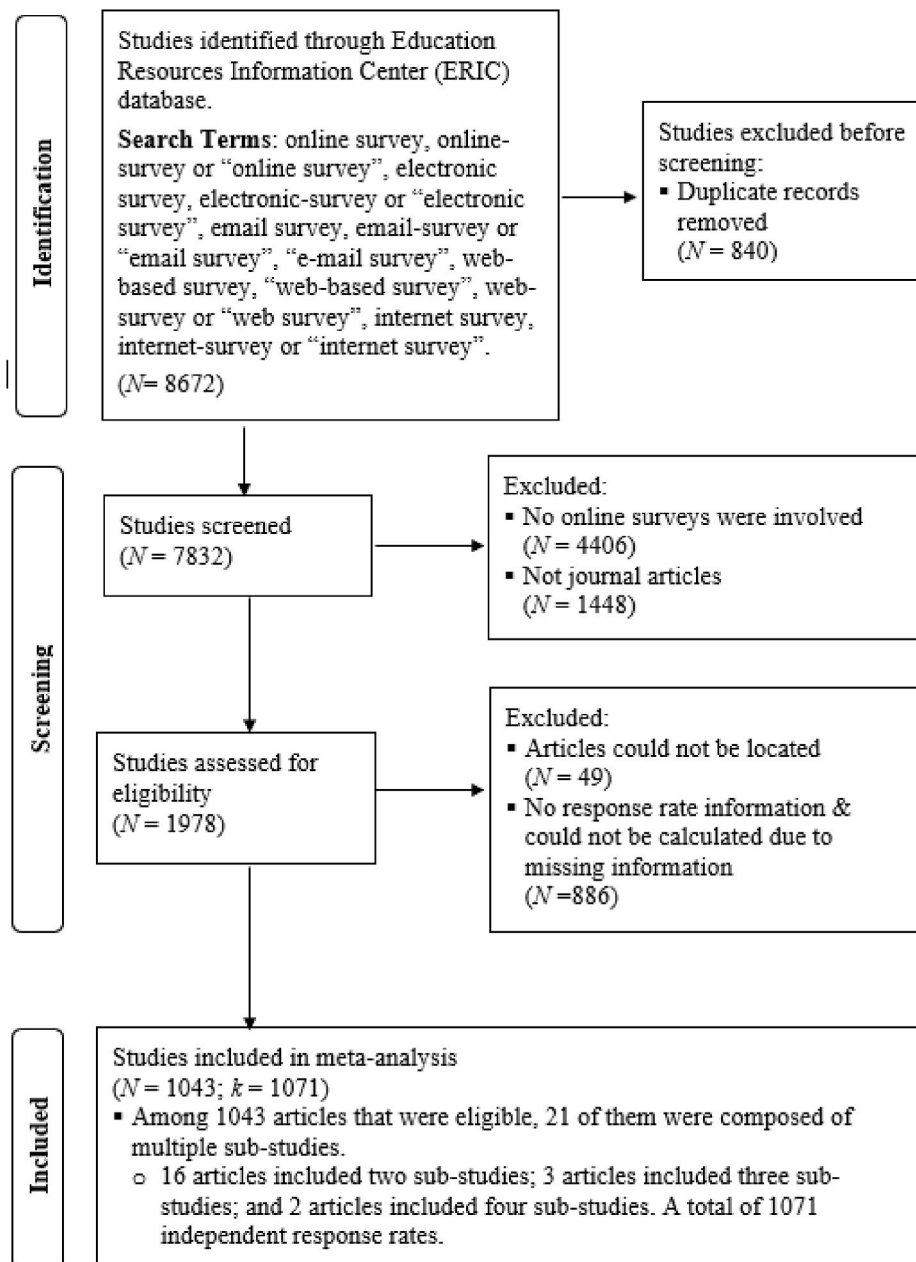 Identification
Studies identified through Education
Resources Information Center (ERIC)
database.
Search Terms: online survey, online-
survey or “online survey”, electronic
survey, electronic-survey or “electronic
survey”, email survey, email-survey or
“email survey”, “e-mail survey”, web-
based survey, “web-based survey”, web-
survey or “web survey”, internet survey,
internet-survey or “internet survey”.
(N= 8672)
Studies excluded before
screening:
▪ Duplicate records
removed
(N = 840)
Screening
Studies screened
(N = 7832)
Excluded:
▪ No online surveys were involved
(N = 4406)
▪ Not journal articles
(N = 1448)
Studies assessed for
eligibility
(N = 1978)
Excluded:
▪ Articles could not be located
(N = 49)
▪ No response rate information &
could not be calculated due to
missing information
(N =886)
Included
Studies included in meta-analysis
(N = 1043; k = 1071)
▪ Among 1043 articles that were eligible, 21 of them were composed of
multiple sub-studies.
o 16 articles included two sub-studies; 3 articles included three sub-
studies; and 2 articles included four sub-studies. A total of 1071
independent response rates.